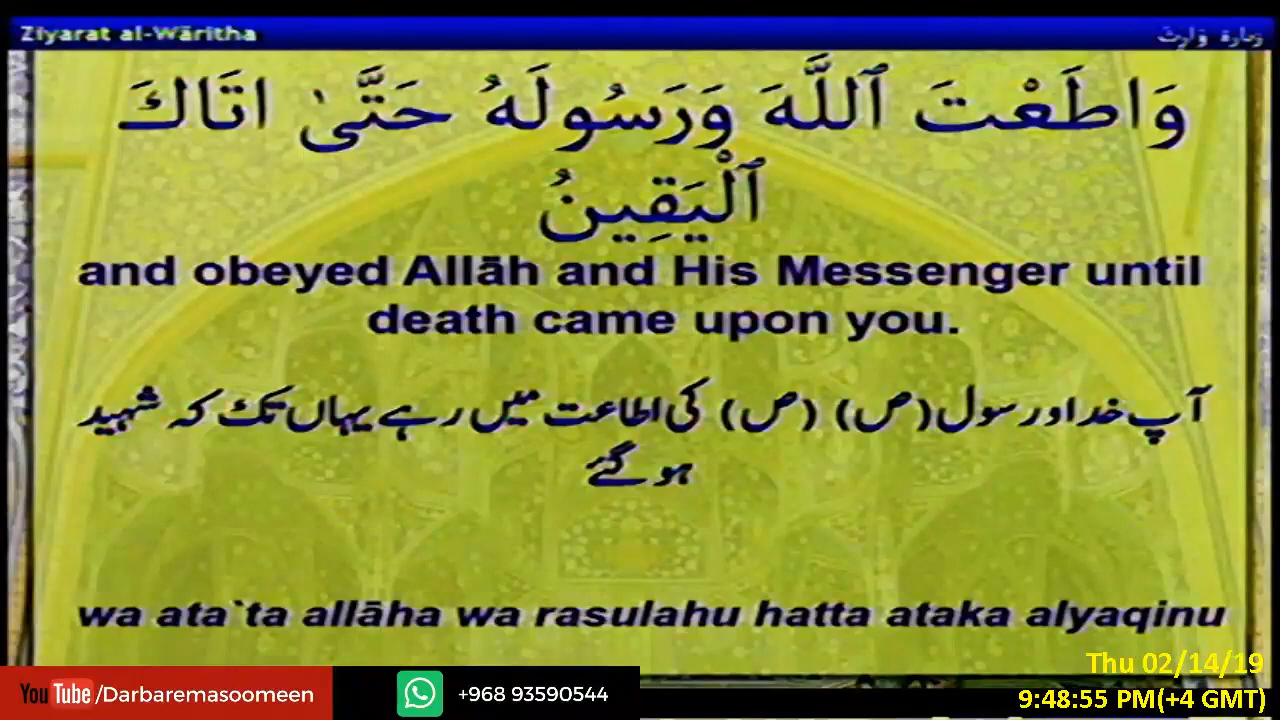 Ziyarat al-Wāritha
زيارة وارث
وَاطَعْتَ ٱللَّهَ وَرَسُولَهُ حَتَّىٰ اتَاكَ
ٱلْيَقِينُ
and obeyed Allāh and His Messenger until
death came upon you.
آپ خدا و رسول(ص) (ص) کی اطاعت میں رہے یہاں تک کہ شہید
ہو گئے
wa ata`ta allāha wa rasulahu hatta ataka alyaqinu
Thu 02/14/19
YouTube /Darbaremasoomeen
+968 93590544
9:48:55 PM(+4 GMT)